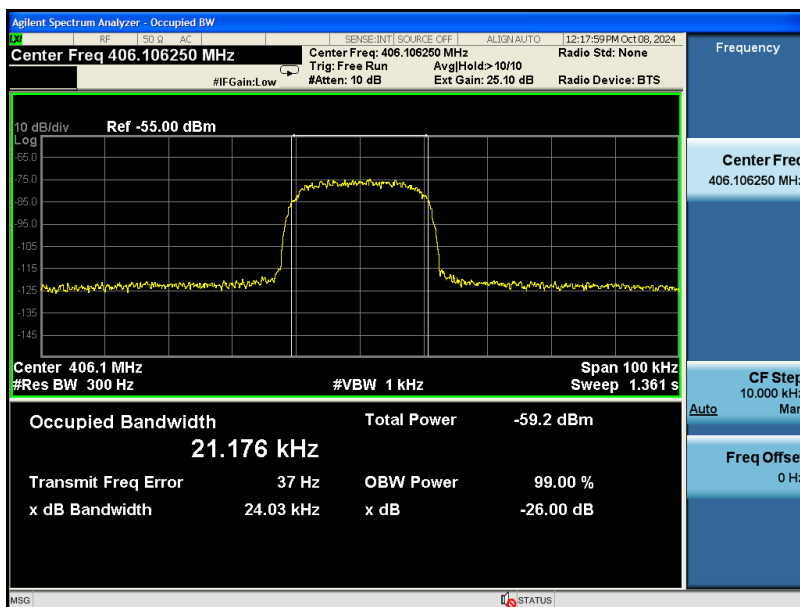 Agilent Spectrum Analyzer - Occupied BW
LXI RF 50 Ω AC SENSE:INT SOURCE OFF ALIGN AUTO 12:17:59 PM Oct 08, 2024
Center Freq 406.106250 MHz
Center Freq: 406.106250 MHz
Radio Std: None
Trig: Free Run Avg|Hold:>10/10
#IFGain:Low
#Atten: 10 dB Ext Gain: 25.10 dB
Radio Device: BTS
10 dB/div Ref -55.00 dBm
Log
-65.0
-75.0
-85.0
-95.0
-105
-115
-125
-135
-145
Center 406.1 MHz Span 100 kHz
#Res BW 300 Hz #VBW 1 kHz Sweep 1.361 s
Occupied Bandwidth Total Power -59.2 dBm
21.176 kHz
Transmit Freq Error 37 Hz OBW Power 99.00 %
x dB Bandwidth 24.03 kHz x dB -26.00 dB
MSG STATUS
Frequency
Center Freq
406.106250 MHz
CF Step
10.000 kHz
Auto Man
Freq Offset
0 Hz